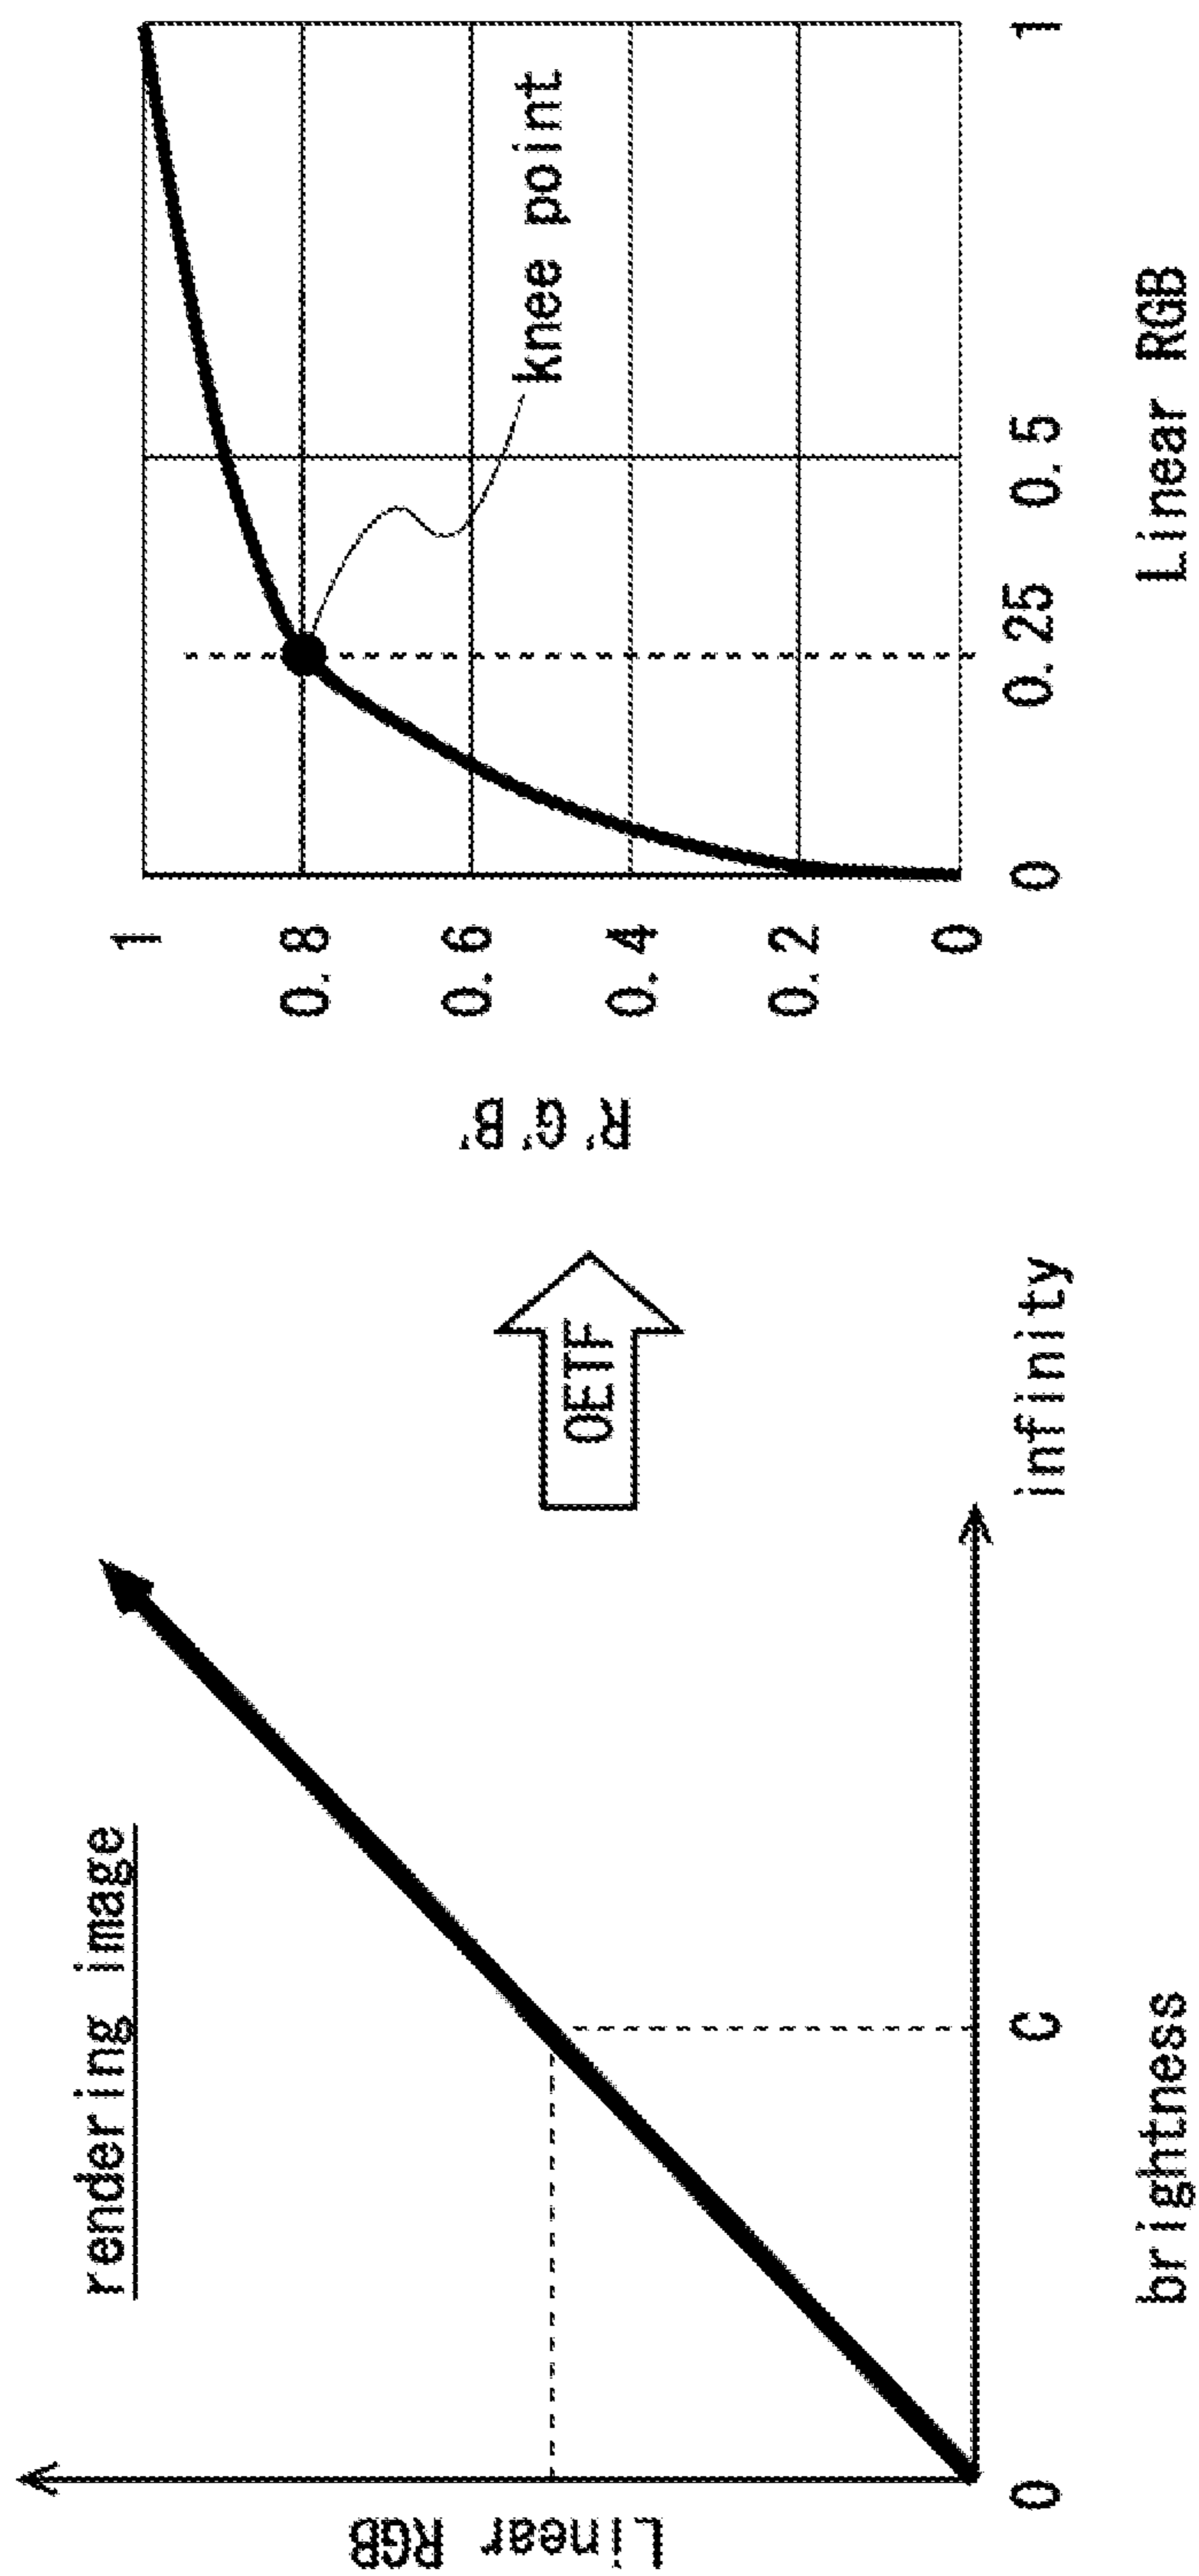 rendering image
Linear RGB
0
C
infinity
brightness
OETF
R'G'B'
1
0.8
0.6
0.4
0.2
0
knee point
0
0.25
0.5
1
Linear RGB